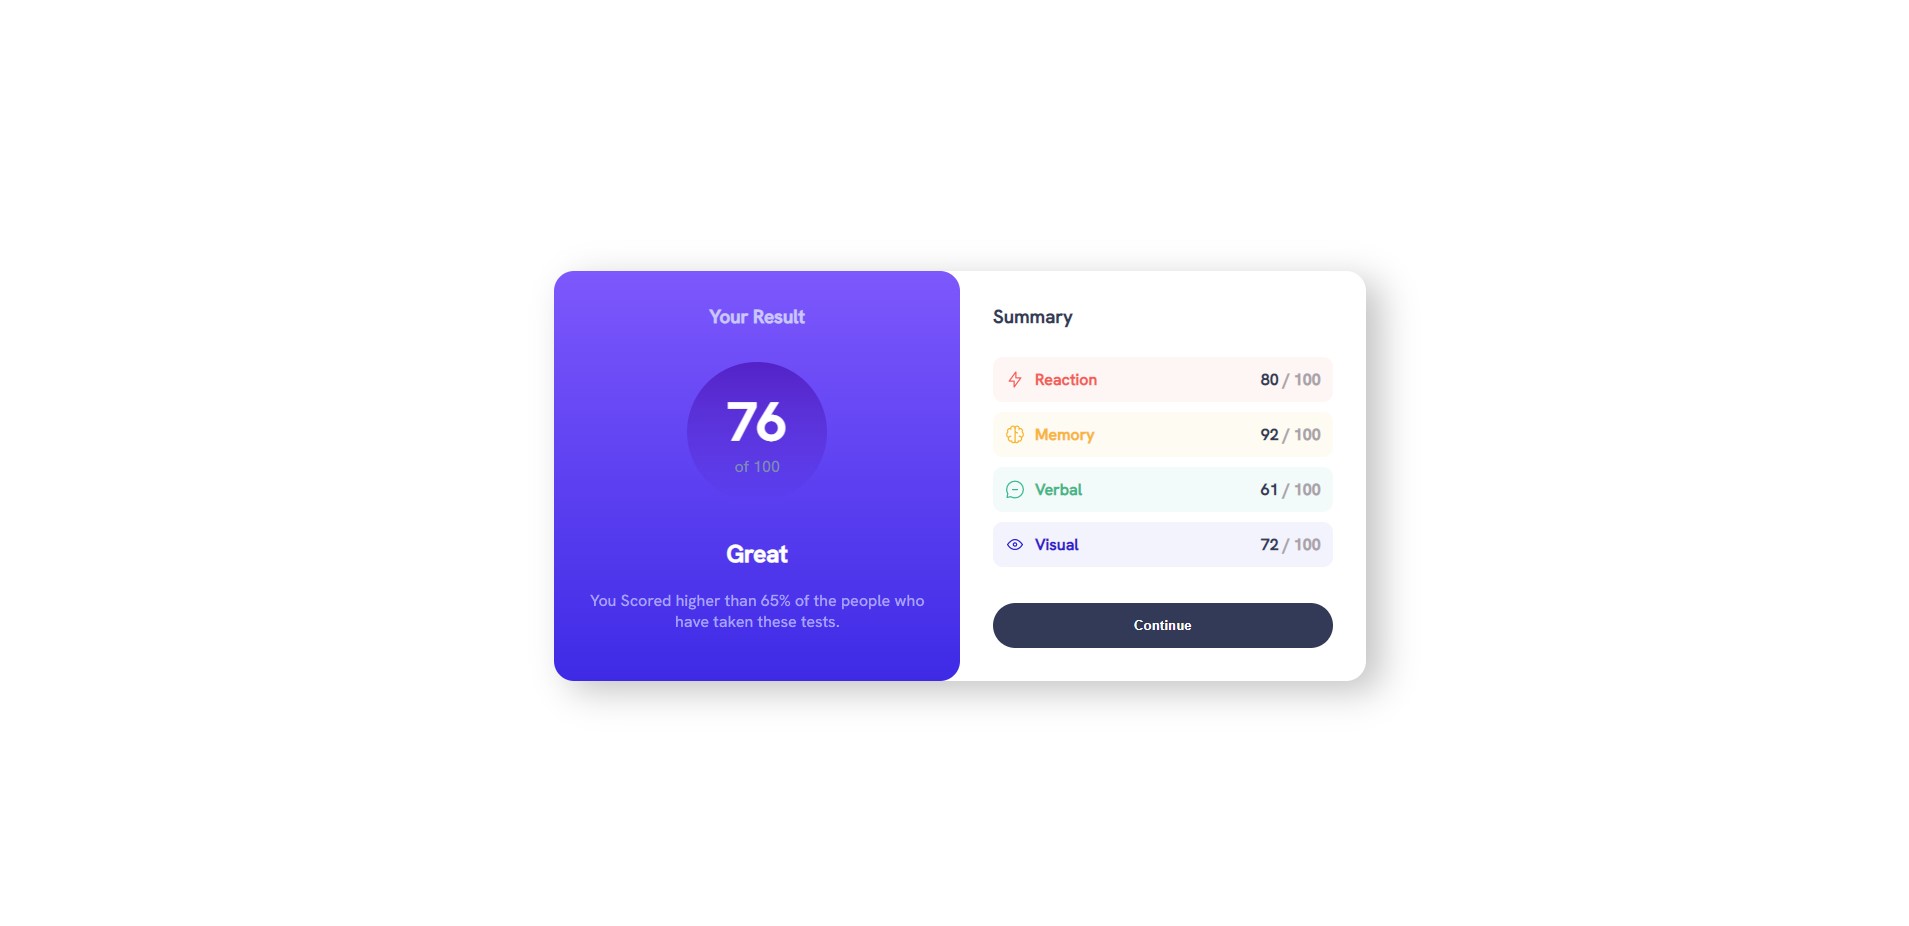 Your Result
76
of 100
Great
You Scored higher than 65% of the people who
have taken these tests.
Summary
Reaction 80 / 100
Memory 92 / 100
Verbal 61 / 100
Visual 72 / 100
Continue